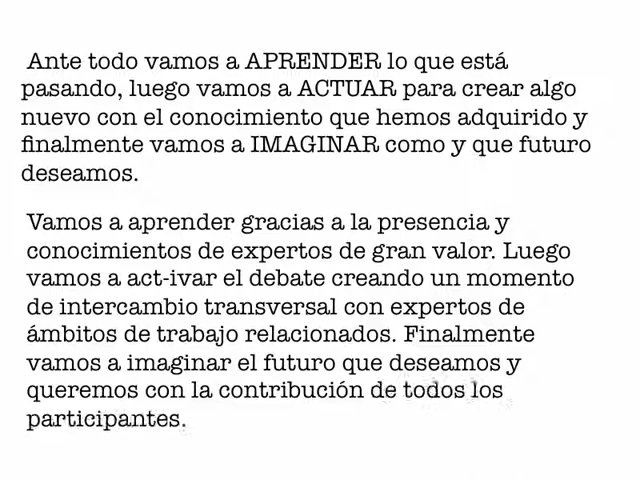 Ante todo vamos a APRENDER lo que está
pasando, luego vamos a ACTUAR para crear algo
nuevo con el conocimiento que hemos adquirido y
finalmente vamos a IMAGINAR como y que futuro
deseamos.
Vamos a aprender gracias a la presencia y
conocimientos de expertos de gran valor. Luego
vamos a act-ivar el debate creando un momento
de intercambio transversal con expertos de
ámbitos de trabajo relacionados. Finalmente
vamos a imaginar el futuro que deseamos y
queremos con la contribución de todos los
participantes.